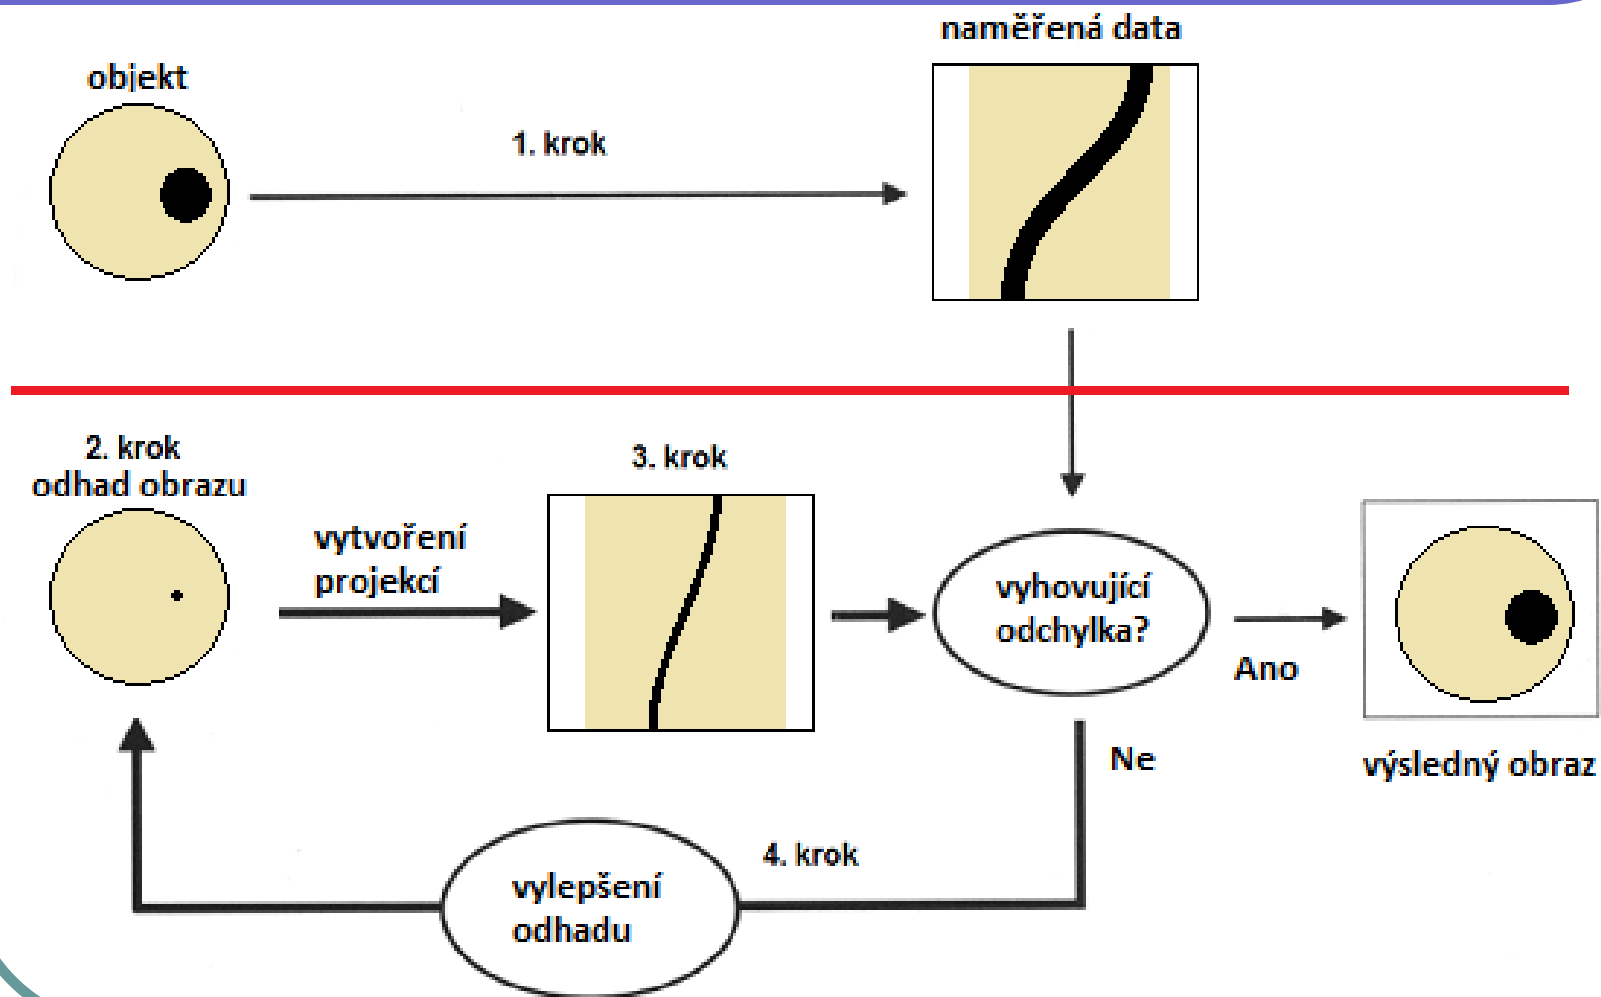 naměřená data
objekt
1. krok
2. krok
odhad obrazu
3. krok
vytvoření
projekcí
vyhovující
odchylka?
Ano
Ne
výsledný obraz
4. krok
vylepšení
odhadu